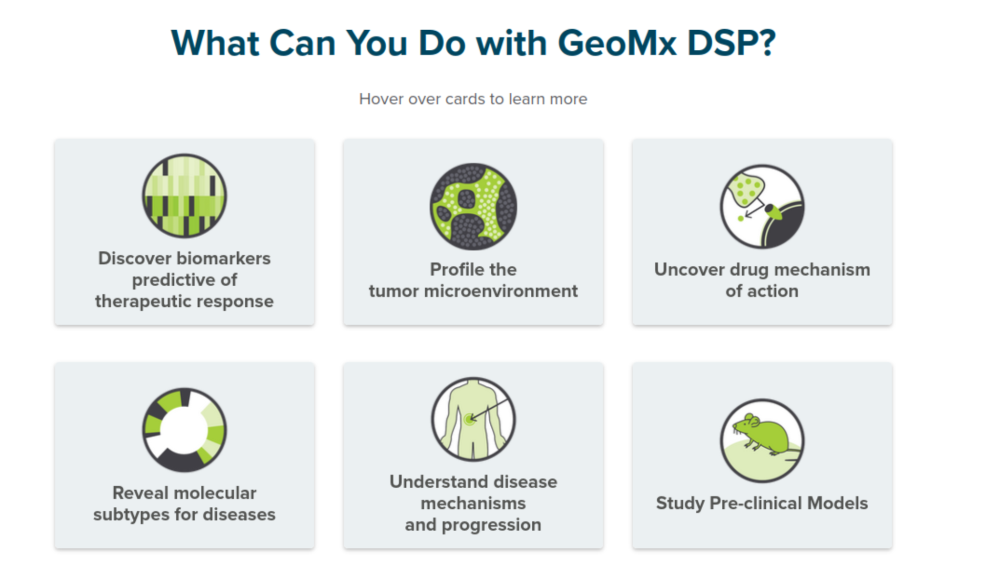 What Can You Do with GeoMx DSP?
Hover over cards to learn more
Discover biomarkers
predictive of
therapeutic response
Profile the
tumor microenvironment
Uncover drug mechanism
of action
Reveal molecular
subtypes for diseases
Understand disease
mechanisms
and progression
Study Pre-clinical Models